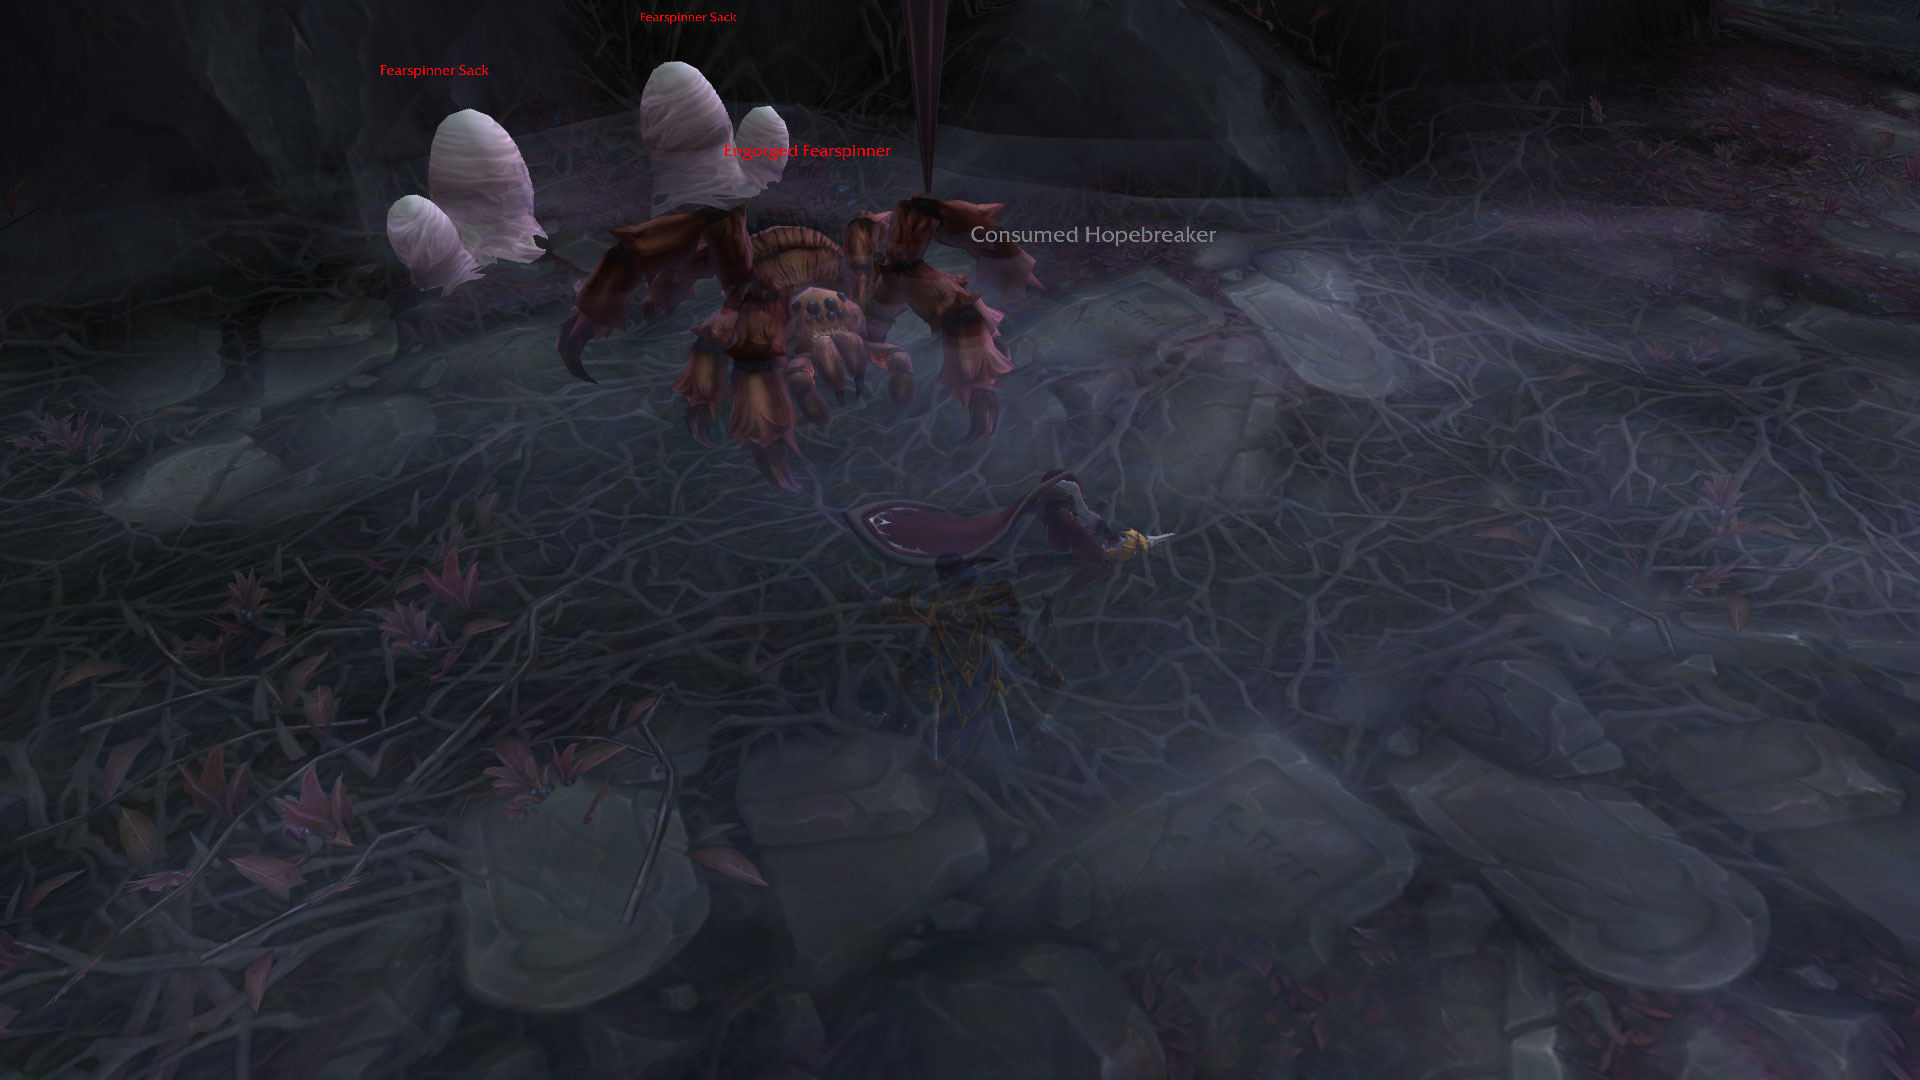 Fearspinner Sack
Fearspinner Sack
Engorged Fearspinner
Consumed Hopebreaker